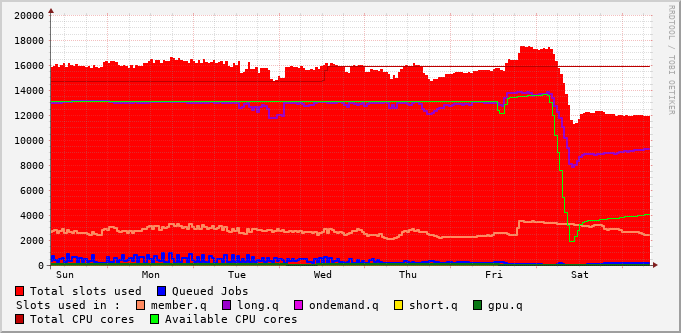 20000
18000
16000
14000
12000
10000
8000
6000
4000
2000
0
Sun Mon Tue Wed Thu Fri Sat
RRDTOOL / TOBI OETIKER
Total slots used Queued Jobs
Slots used in : member.q long.q ondemand.q short.q gpu.q
Total CPU cores Available CPU cores